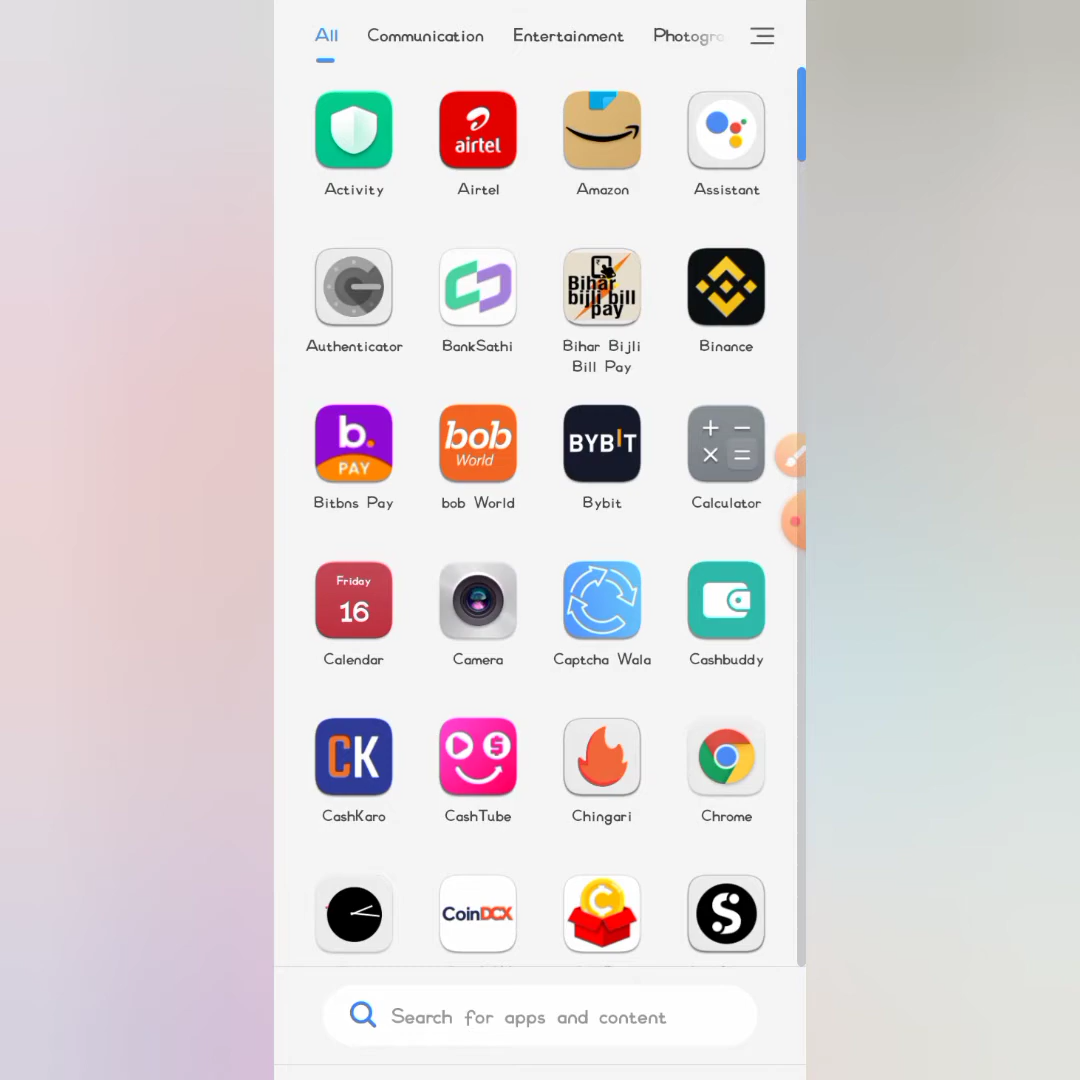 All Communication Entertainment Photogra
airtel
Activity Airtel Amazon Assistant
Bihar
bijli bill
pay
Authenticator BankSathi Bihar Bijli Bill Pay Binance
b.
PAY
bob
World
BYBIT
Bitbns Pay bob World Bybit Calculator
Friday
16
Calendar Camera Captcha Wala Cashbuddy
CK
CashKaro CashTube Chingari Chrome
CoinDCX
Search for apps and content